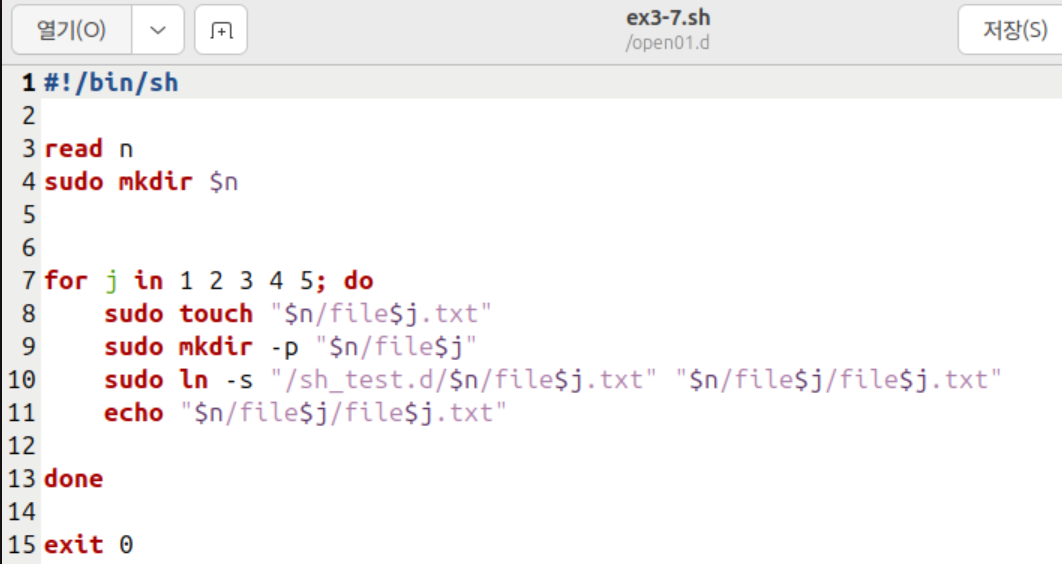 열기(O)
ex3-7.sh
/open01.d
저장(S)
1 #!/bin/sh
2
3 read n
4 sudo mkdir $n
5
6
7 for j in 1 2 3 4 5; do
8     sudo touch "$n/file$j.txt"
9     sudo mkdir -p "$n/file$j"
10     sudo ln -s "/sh_test.d/$n/file$j.txt" "$n/file$j/file$j.txt"
11     echo "$n/file$j/file$j.txt"
12
13 done
14
15 exit 0